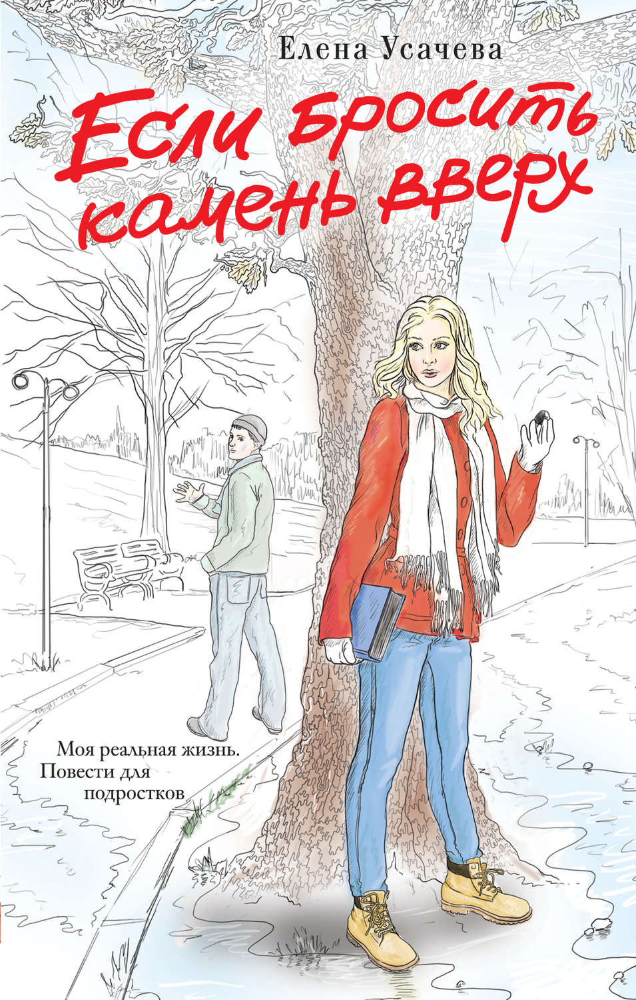 Елена Усачева
Если бросить
камень вверх
Моя реальная жизнь.
Повести для
подростков